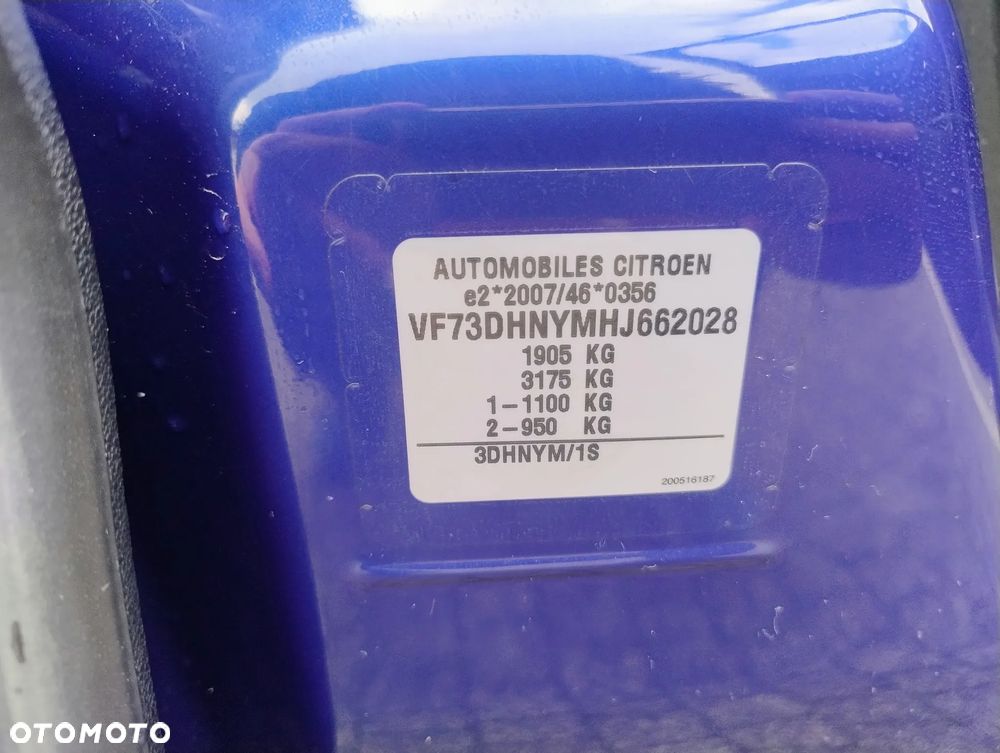 AUTOMOBILES CITROEN
e2*2007/46*0356
VF73DHNYMHJ662028
1905 KG
3175 KG
1-1100 KG
2-950 KG
3DHNYM/1S
200516187
OTOMOTO